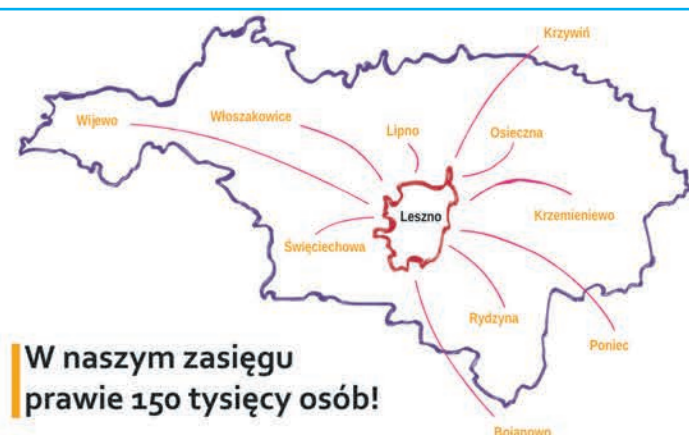 Krzywiń
Wijewo
Włoszakowice
Lipno
Osieczna
Leszno
Krzemieniewo
Święciechowa
Rydzyna
Poniec
W naszym zasięgu
prawie 150 tysięcy osób!
Bojanowo